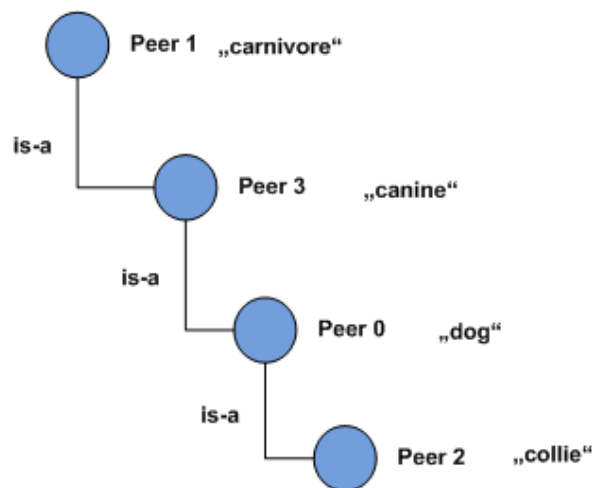 Peer 1 „carnivore“
is-a
Peer 3 „canine“
is-a
Peer 0 „dog“
is-a
Peer 2 „collie“